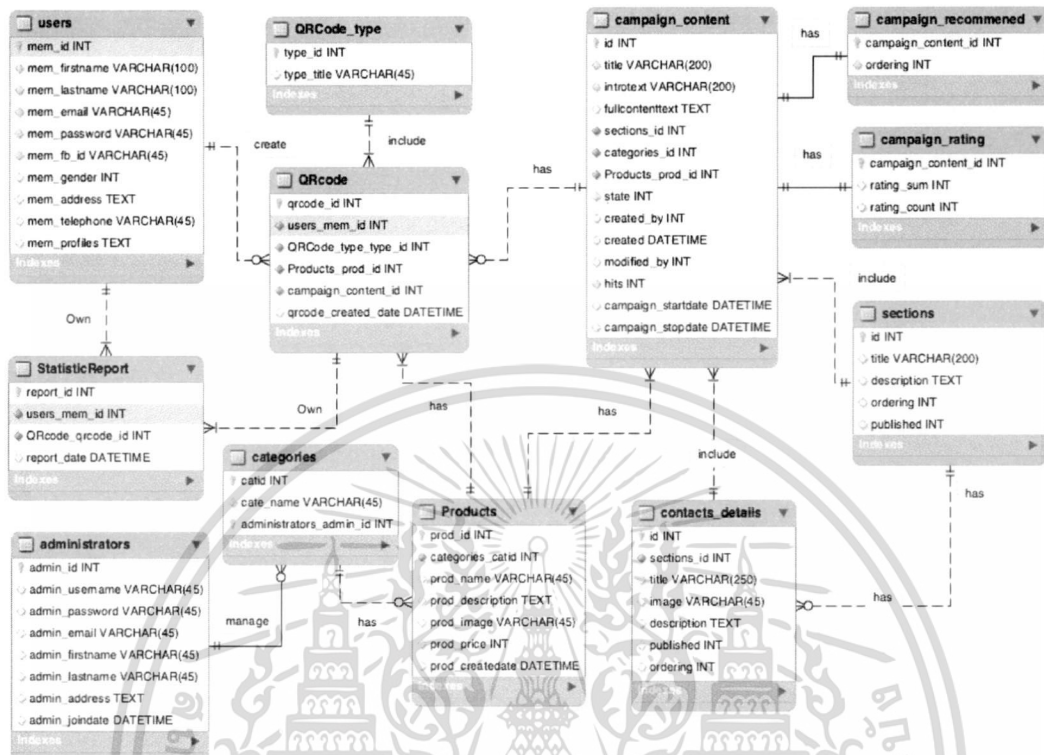 users
mem_id INT
mem_firstname VARCHAR(100)
mem_lastname VARCHAR(100)
mem_email VARCHAR(45)
mem_password VARCHAR(45)
mem_fb_id VARCHAR(45)
mem_gender INT
mem_address TEXT
mem_telephone VARCHAR(45)
mem_profiles TEXT
Indexes
QRCode_type
type_id INT
type_title VARCHAR(45)
Indexes
create
include
QRcode
qrcode_id INT
users_mem_id INT
QRCode_type_type_id INT
Products_prod_id INT
campaign_content_id INT
qrcode_created_date DATETIME
Indexes
has
campaign_content
id INT
title VARCHAR(200)
introtext VARCHAR(200)
fullcontenttext TEXT
sections_id INT
categories_id INT
Products_prod_id INT
state INT
created_by INT
created DATETIME
modified_by INT
hits INT
campaign_startdate DATETIME
campaign_stopdate DATETIME
Indexes
has
campaign_recommened
campaign_content_id INT
ordering INT
Indexes
has
campaign_rating
campaign_content_id INT
rating_sum INT
rating_count INT
Indexes
include
sections
id INT
title VARCHAR(200)
description TEXT
ordering INT
published INT
Indexes
Own
StatisticReport
report_id INT
users_mem_id INT
QRcode_qrcode_id INT
report_date DATETIME
Indexes
Own
has
has
include
has
categories
catid INT
cate_name VARCHAR(45)
administrators_admin_id INT
Indexes
administrators
admin_id INT
admin_username VARCHAR(45)
admin_password VARCHAR(45)
admin_email VARCHAR(45)
admin_firstname VARCHAR(45)
admin_lastname VARCHAR(45)
admin_address TEXT
admin_joindate DATETIME
Indexes
manage
has
Products
prod_id INT
categories_catid INT
prod_name VARCHAR(45)
prod_description TEXT
prod_image VARCHAR(45)
prod_price INT
prod_createdate DATETIME
Indexes
contacts_details
id INT
sections_id INT
title VARCHAR(250)
image VARCHAR(45)
description TEXT
published INT
ordering INT
Indexes
has